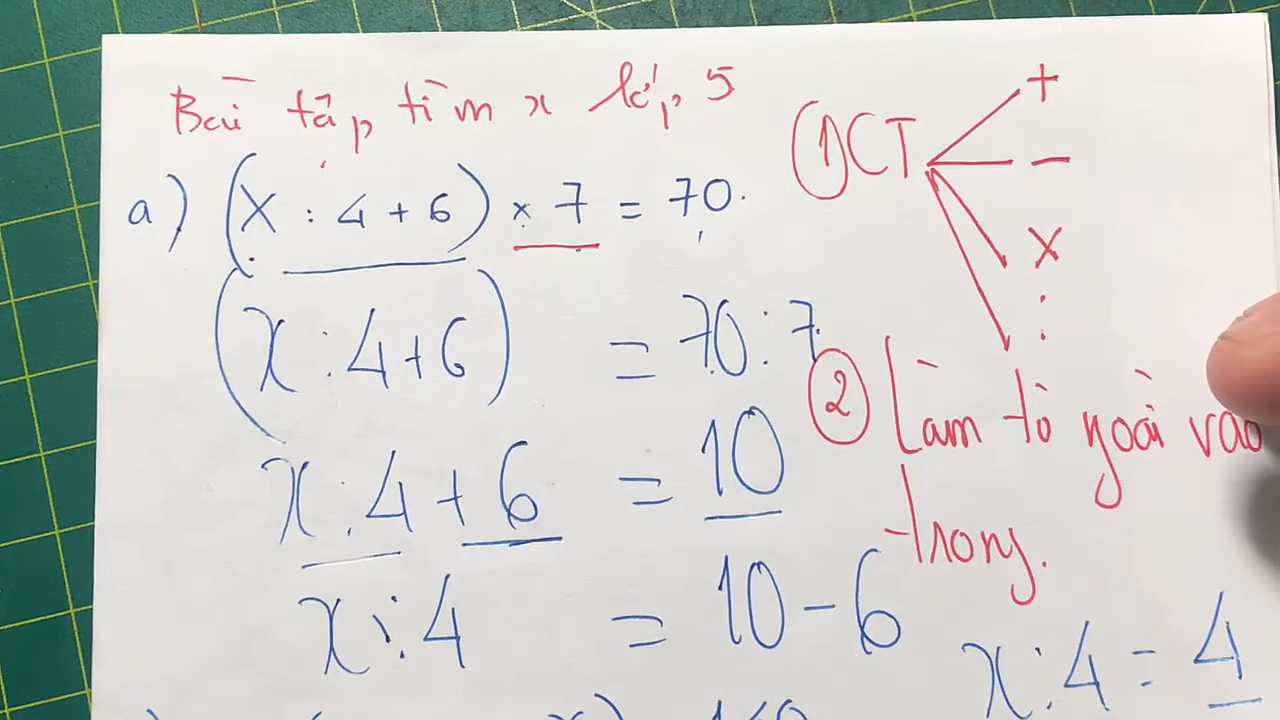 Bài tập tìm x lớp 5
a) (x : 4 + 6) × 7 = 70.
(x : 4 + 6) = 70 : 7
x : 4 + 6 = 10
x : 4 = 10 - 6
x : 4 = 4
① CT
+
-
x
:
② Làm từ ngoài vào
trong.